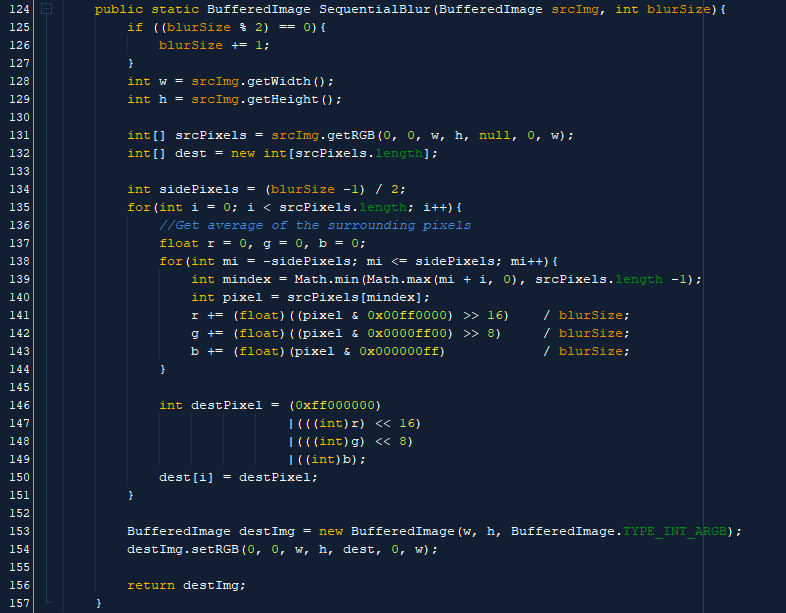 124 public static BufferedImage SequentialBlur(BufferedImage srcImg, int blurSize){
125 if ((blurSize % 2) == 0){
126 blurSize += 1;
127 }
128 int w = srcImg.getWidth();
129 int h = srcImg.getHeight();
130
131 int[] srcPixels = srcImg.getRGB(0, 0, w, h, null, 0, w);
132 int[] dest = new int[srcPixels.length];
133
134 int sidePixels = (blurSize -1) / 2;
135 for(int i = 0; i < srcPixels.length; i++){
136 //Get average of the surrounding pixels
137 float r = 0, g = 0, b = 0;
138 for(int mi = -sidePixels; mi <= sidePixels; mi++){
139 int mindex = Math.min(Math.max(mi + i, 0), srcPixels.length -1);
140 int pixel = srcPixels[mindex];
141 r += (float)((pixel & 0x00ff0000) >> 16) / blurSize;
142 g += (float)((pixel & 0x0000ff00) >> 8) / blurSize;
143 b += (float)(pixel & 0x000000ff) / blurSize;
144 }
145
146 int destPixel = (0xff000000)
147 |(((int)r) << 16)
148 |(((int)g) << 8)
149 |((int)b);
150 dest[i] = destPixel;
151 }
152
153 BufferedImage destImg = new BufferedImage(w, h, BufferedImage.TYPE_INT_ARGB);
154 destImg.setRGB(0, 0, w, h, dest, 0, w);
155
156 return destImg;
157 }